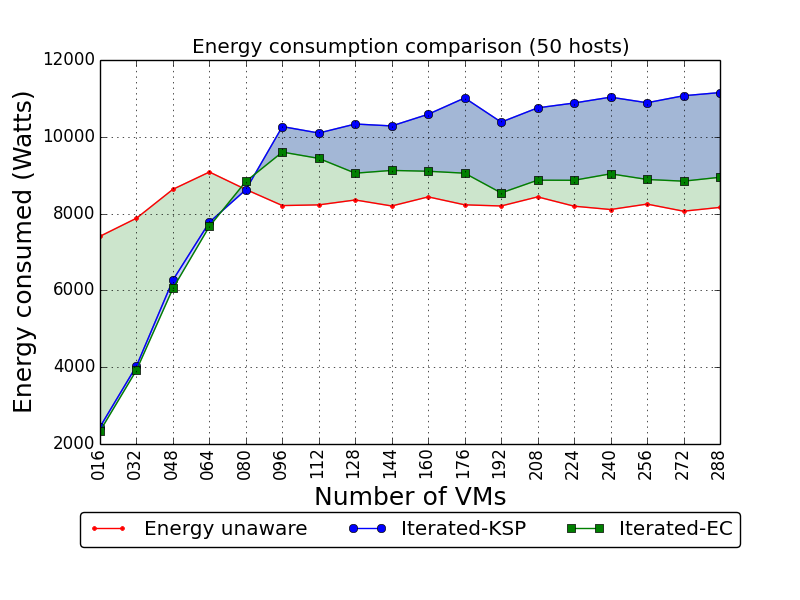 Energy consumption comparison (50 hosts)
12000
10000
8000
6000
4000
2000
Energy consumed (Watts)
016 032 048 064 080 096 112 128 144 160 176 192 208 224 240 256 272 288
Number of VMs
Energy unaware Iterated-KSP Iterated-EC